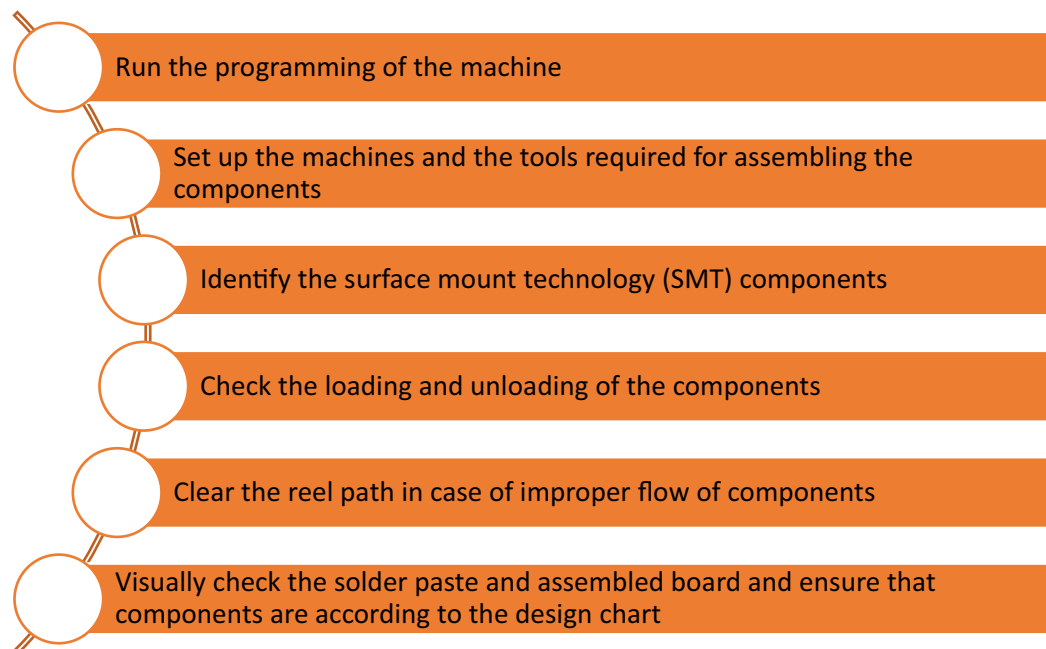 Run the programming of the machine
Set up the machines and the tools required for assembling the
components
Identify the surface mount technology (SMT) components
Check the loading and unloading of the components
Clear the reel path in case of improper flow of components
Visually check the solder paste and assembled board and ensure that
components are according to the design chart